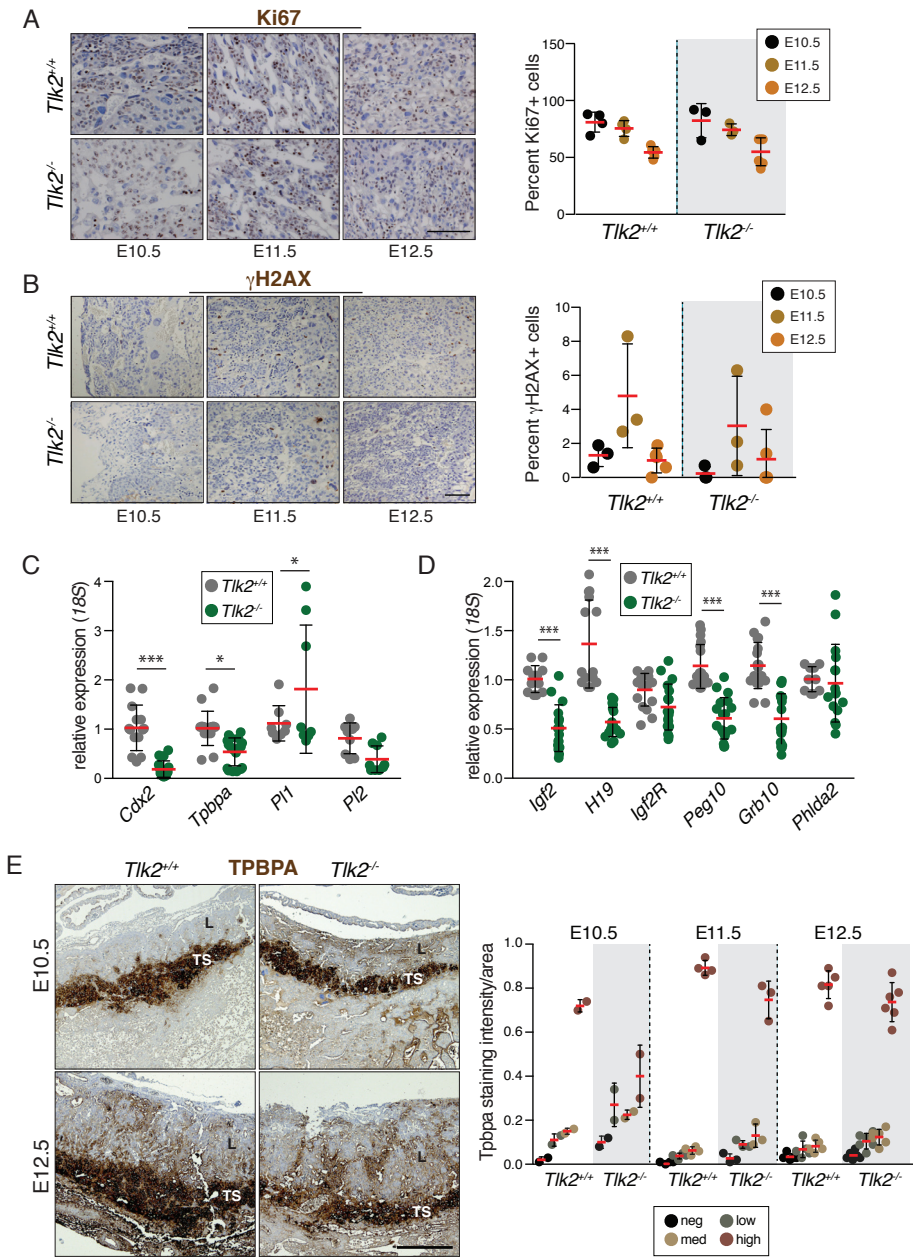 A
Ki67
Tlk2+/+
Tlk2-/-
E10.5
E11.5
E12.5
Percent Ki67+ cells
150
100
50
0
E10.5
E11.5
E12.5
Tlk2+/+
Tlk2-/-
B
γH2AX
Tlk2+/+
Tlk2-/-
E10.5
E11.5
E12.5
Percent γH2AX+ cells
10
8
6
4
2
0
E10.5
E11.5
E12.5
Tlk2+/+
Tlk2-/-
C
relative expression (18S)
4
3
2
1
0
Tlk2+/+
Tlk2-/-
***
*
*
Cdx2
Tpbpa
Pl1
Pl2
D
relative expression (18S)
2.0
1.5
1.0
0.5
0.0
Tlk2+/+
Tlk2-/-
***
***
***
***
Igf2
H19
Igf2R
Peg10
Grb10
Phlda2
E
Tlk2+/+
TPBPA
Tlk2-/-
E10.5
L
TS
L
TS
E12.5
L
TS
L
TS
E10.5
E11.5
E12.5
Tpbpa staining intensity/area
1.0
0.8
0.6
0.4
0.2
0.0
Tlk2+/+
Tlk2-/-
Tlk2+/+
Tlk2-/-
Tlk2+/+
Tlk2-/-
neg
low
med
high